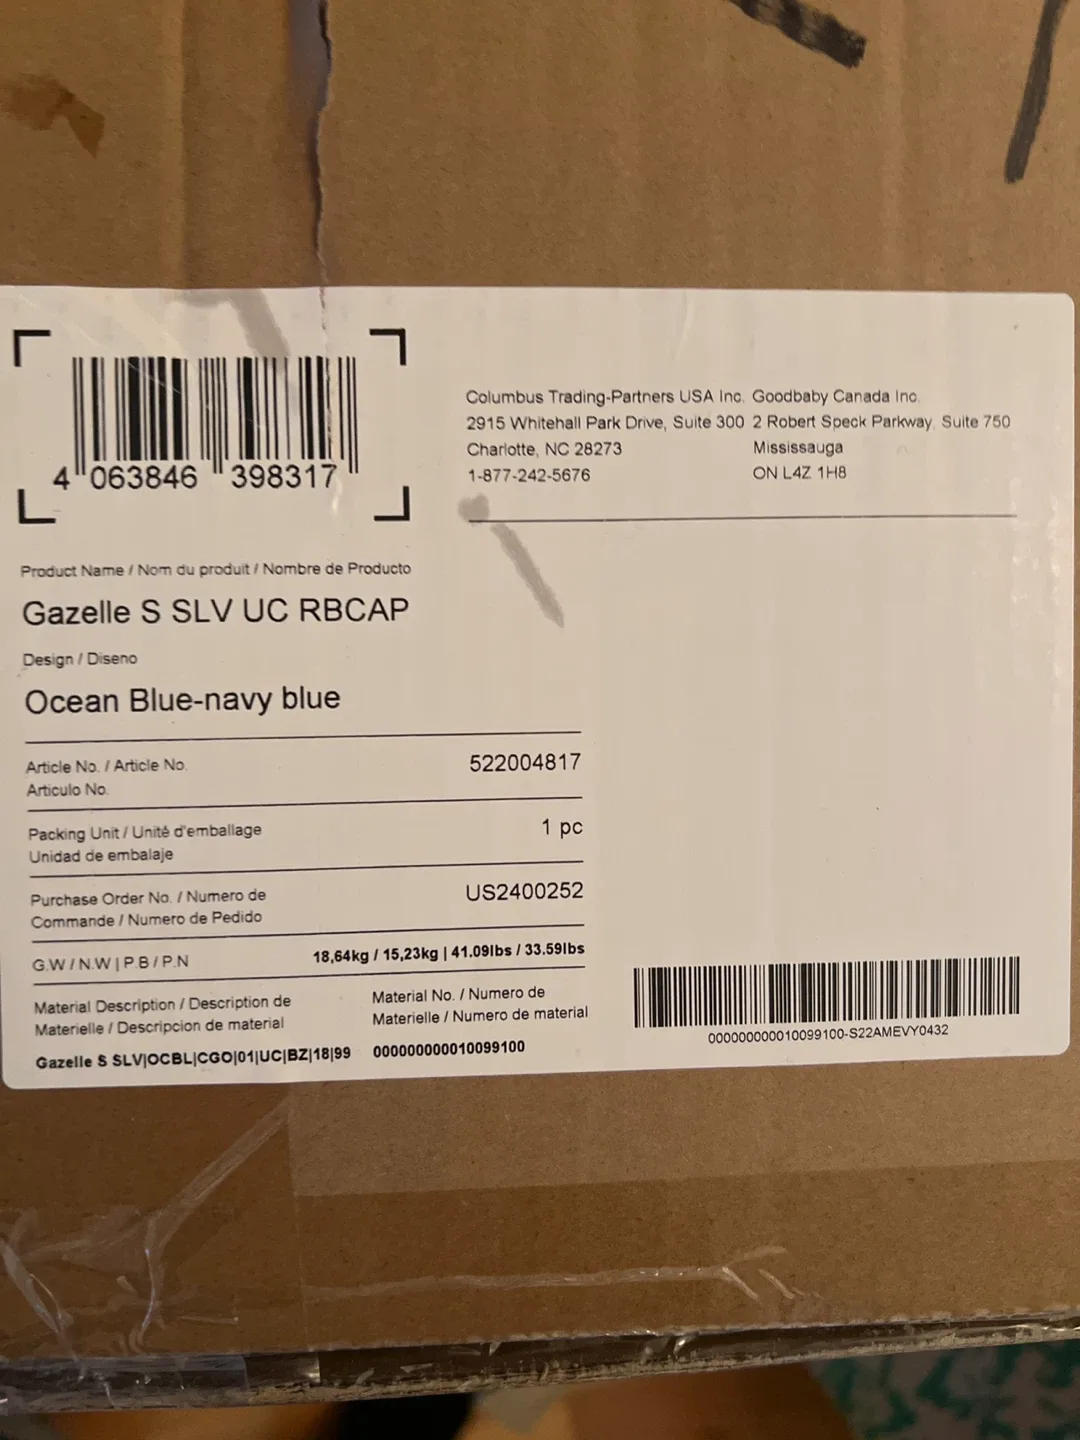 4 063846 398317
Columbus Trading-Partners USA Inc.
2915 Whitehall Park Drive, Suite 300
Charlotte, NC 28273
1-877-242-5676
Goodbaby Canada Inc.
2 Robert Speck Parkway, Suite 750
Mississauga
ON L4Z 1H8
Product Name / Nom du produit / Nombre de Producto
Gazelle S SLV UC RBCAP
Design / Diseno
Ocean Blue-navy blue
Article No. / Article No.
Articulo No.
522004817
Packing Unit / Unité d'emballage
Unidad de embalaje
1 pc
Purchase Order No. / Numero de
Commande / Numero de Pedido
US2400252
G.W / N.W | P.B / P.N
18,64kg / 15,23kg | 41.09lbs / 33.59lbs
Material Description / Description de
Materielle / Descripcion de material
Gazelle S SLV|OCBL|CGO|01|UC|BZ|18|99
Material No. / Numero de
Materielle / Numero de material
000000000010099100
000000000010099100-S22AMEVY0432